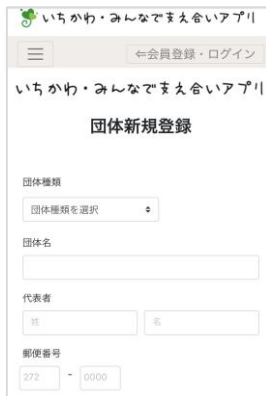 いちかわ・みんなで支え合いアプリ
⇐会員登録・ログイン
いちかわ・みんなで支え合いアプリ
団体新規登録
団体種類
団体種類を選択
団体名
代表者
姓 名
郵便番号
272 - 0000